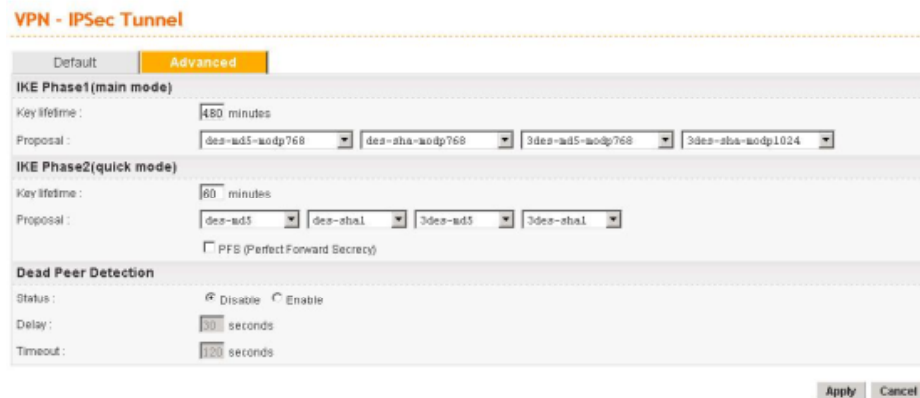 VPN - IPSec Tunnel
Default Advanced
IKE Phase1(main mode)
Key lifetime : 480 minutes
Proposal : des-md5-modp768 des-sha-modp768 3des-md5-modp768 3des-sha-modp1024
IKE Phase2(quick mode)
Key lifetime : 60 minutes
Proposal : des-md5 des-sha1 3des-md5 3des-sha1
PFS (Perfect Forward Secrecy)
Dead Peer Detection
Status : Disable Enable
Delay : 30 seconds
Timeout : 120 seconds
Apply Cancel